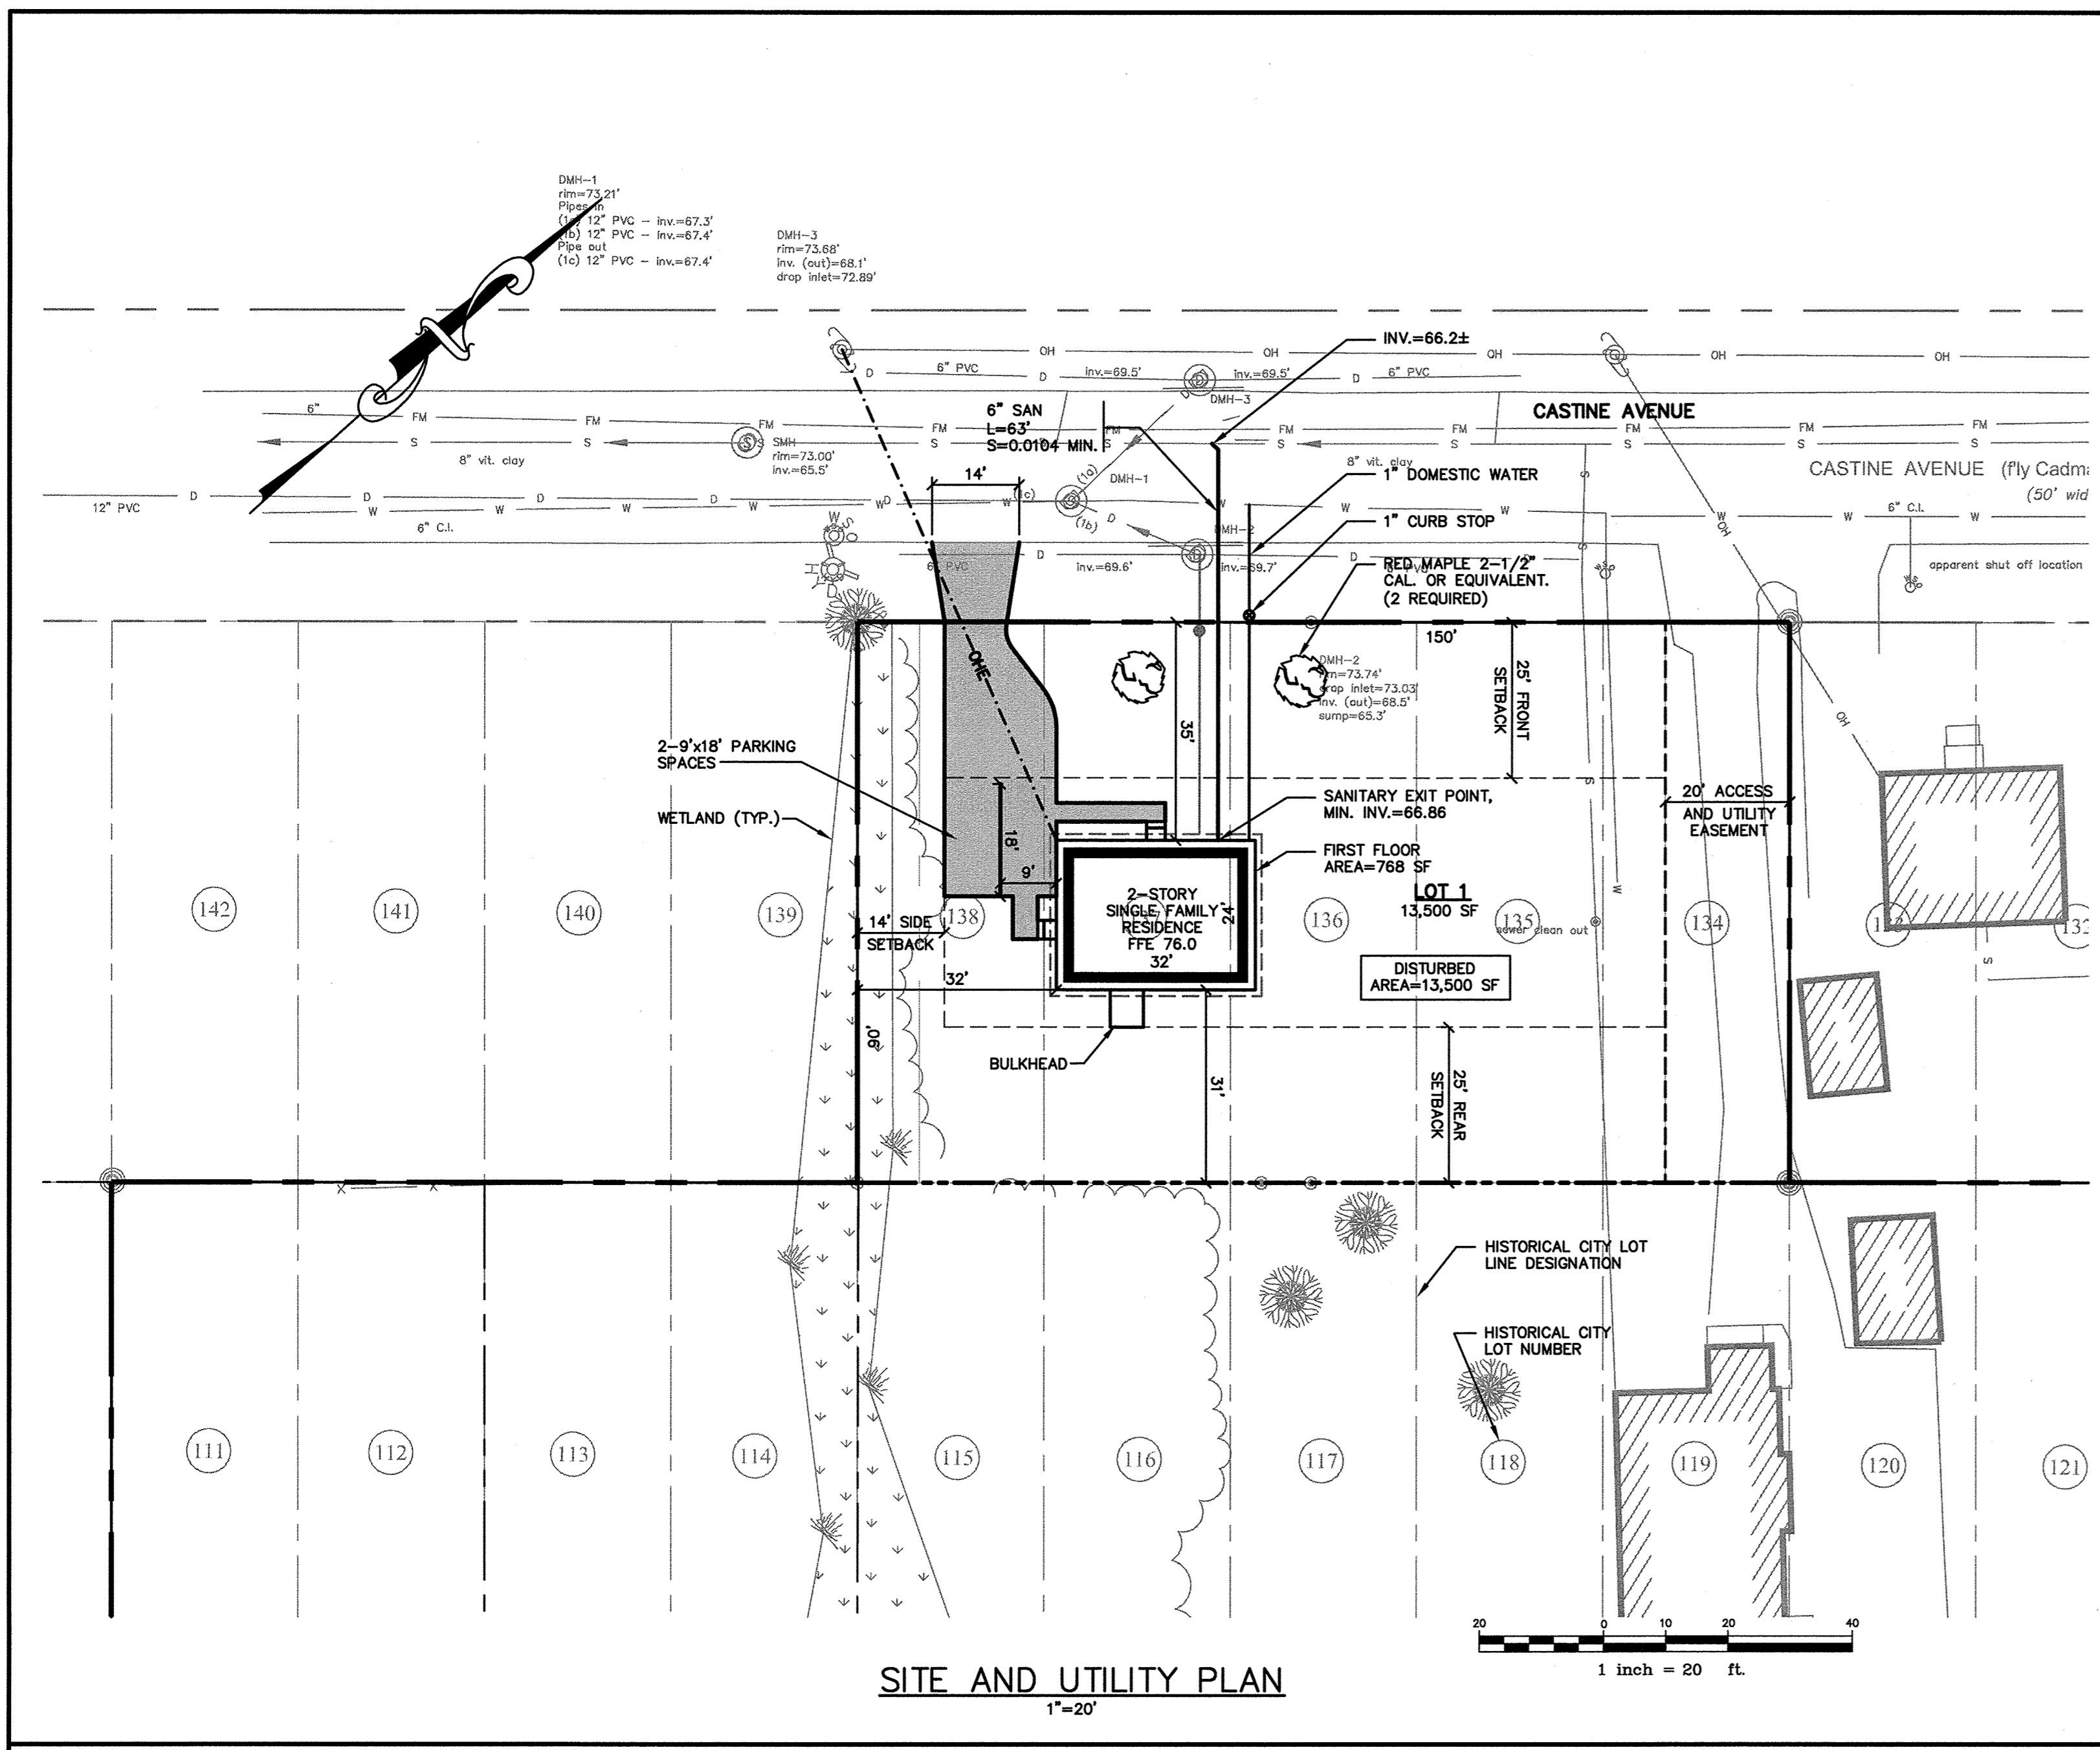 DMH-1
rim=73.21'
Pipes in
(1a) 12" PVC - inv.=67.3'
(1b) 12" PVC - inv.=67.4'
Pipe out
(1c) 12" PVC - inv.=67.4'
DMH-3
rim=73.68'
inv. (out)=68.1'
drop inlet=72.89'
INV.=66.2±
OH OH OH OH OH
D 6" PVC D inv.=69.5' inv.=69.5' D 6" PVC
DMH-3
D
6" SAN
L=63'
S=0.0104 MIN.
CASTINE AVENUE
6" FM FM FM FM FM FM FM FM FM
S S S SMH S S S S S S
rim=73.00'
inv.=65.5'
8" vit. clay
8" vit. clay
CASTINE AVENUE (f'ly Cadma
(50' wid
14'
1" DOMESTIC WATER
(1a)
DMH-1
(1c)
(1b)
D
12" PVC D D D D D
W W W W W W W W W W W
6" C.I.
6" C.I.
1" CURB STOP
DMH-2
WSO
HYD
6" PVC D inv.=69.6' inv.=69.7' D
RED MAPLE 2-1/2"
CAL. OR EQUIVALENT.
(2 REQUIRED)
OH
WSO
WSO
apparent shut off location
150'
OHE
DMH-2
rim=73.74'
drop inlet=73.03'
inv. (out)=68.5'
sump=65.3'
25' FRONT
SETBACK
35'
OH
2-9'x18' PARKING
SPACES
WETLAND (TYP.)
SANITARY EXIT POINT,
MIN. INV.=66.86
20' ACCESS
AND UTILITY
EASEMENT
18'
9'
FIRST FLOOR
AREA=768 SF
LOT 1
13,500 SF
2-STORY
SINGLE FAMILY
RESIDENCE
FFE 76.0
32'
24'
142 141 140 139 138 136 135 134
sewer clean out
14' SIDE
SETBACK
32'
DISTURBED
AREA=13,500 SF
90'
BULKHEAD
31'
25' REAR
SETBACK
X X
HISTORICAL CITY LOT
LINE DESIGNATION
HISTORICAL CITY
LOT NUMBER
111 112 113 114 115 116 117 118 119 120 121
20 0 10 20 40
1 inch = 20 ft.
SITE AND UTILITY PLAN
1"=20'